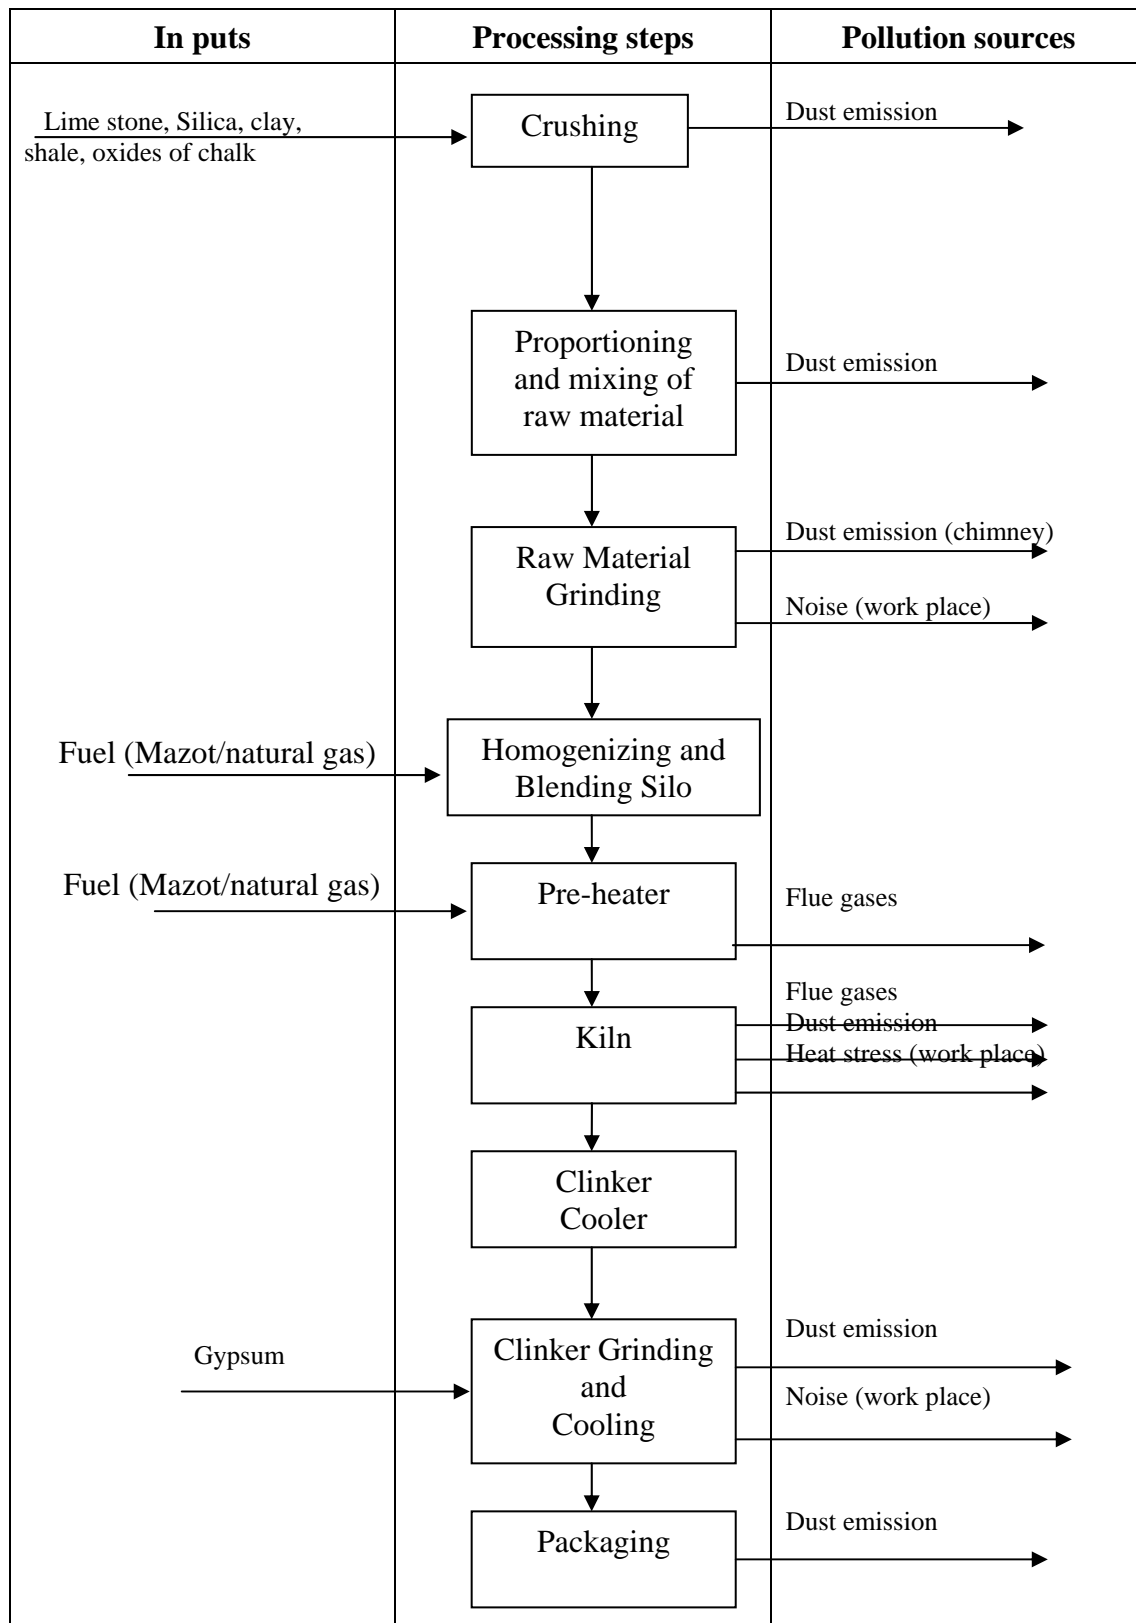 In puts
Processing steps
Pollution sources
Lime stone, Silica, clay,
shale, oxides of chalk
Crushing
Dust emission
Proportioning
and mixing of
raw material
Dust emission
Raw Material
Grinding
Dust emission (chimney)
Noise (work place)
Fuel (Mazot/natural gas)
Homogenizing and
Blending Silo
Fuel (Mazot/natural gas)
Pre-heater
Flue gases
Kiln
Flue gases
Dust emission
Heat stress (work place)
Clinker
Cooler
Gypsum
Clinker Grinding
and
Cooling
Dust emission
Noise (work place)
Packaging
Dust emission